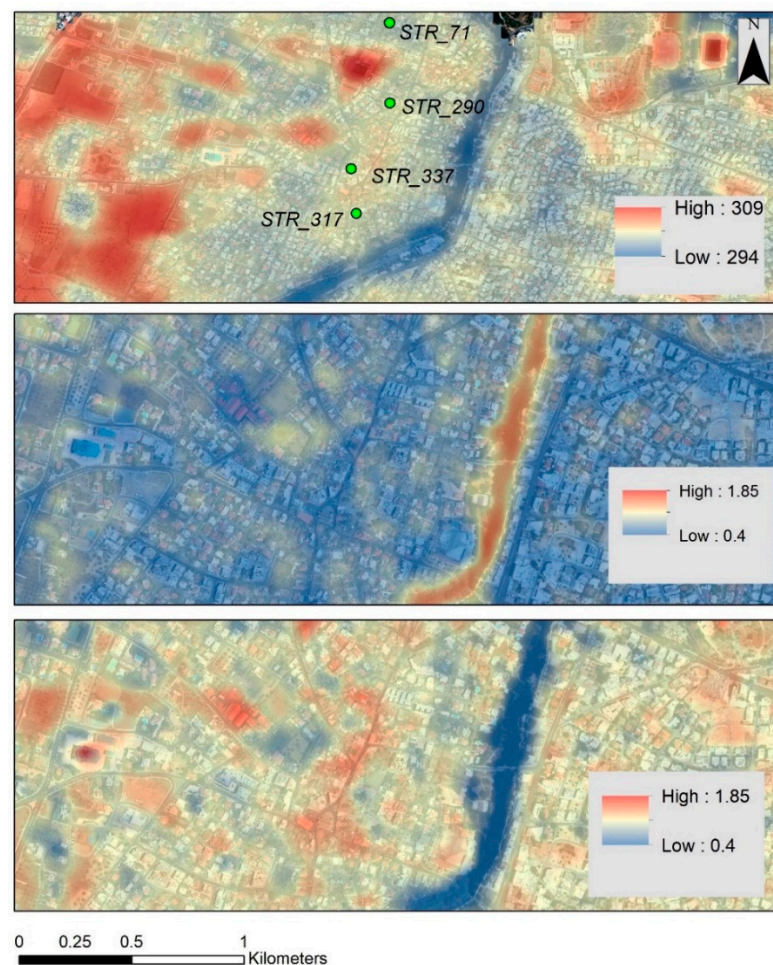 N
STR_71
STR_290
STR_337
STR_317
High : 309
Low : 294
High : 1.85
Low : 0.4
High : 1.85
Low : 0.4
0 0.25 0.5 1
Kilometers